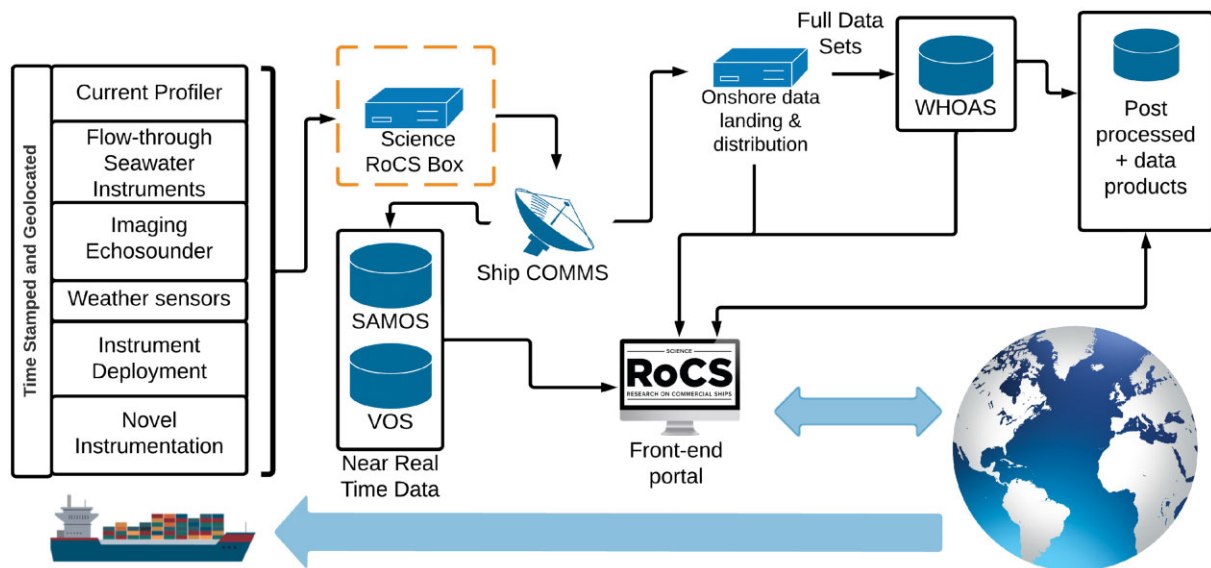 Time Stamped and Geolocated
Current Profiler
Flow-through
Seawater
Instruments
Imaging
Echosounder
Weather sensors
Instrument
Deployment
Novel
Instrumentation
Science
RoCS Box
Ship COMMS
SAMOS
VOS
Near Real
Time Data
Onshore data
landing &
distribution
Full Data
Sets
WHOAS
Post
processed
+ data
products
SCIENCE
RoCS
RESEARCH ON COMMERCIAL SHIPS
Front-end
portal